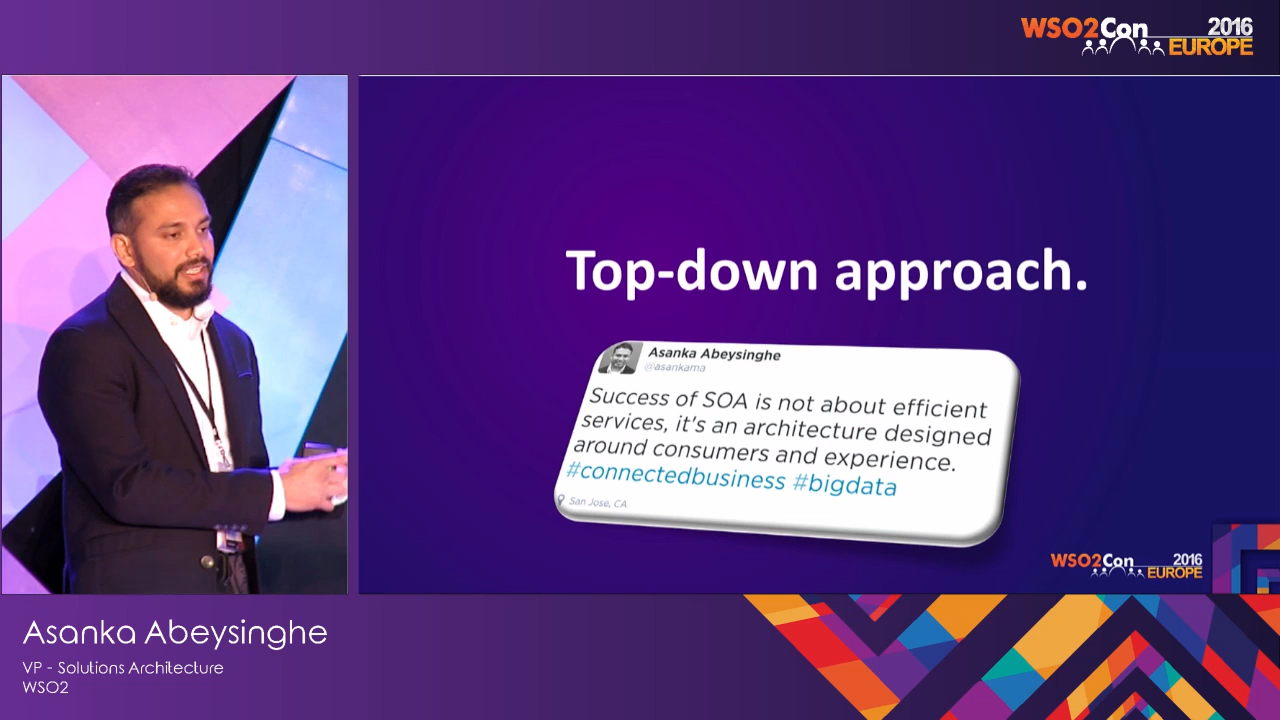 WSO2Con 2016
EUROPE
Top-down approach.
Asanka Abeysinghe
@asankama
Success of SOA is not about efficient
services, it's an architecture designed
around consumers and experience.
#connectedbusiness #bigdata
San Jose, CA
WSO2Con 2016
EUROPE
Asanka Abeysinghe
VP - Solutions Architecture
WSO2